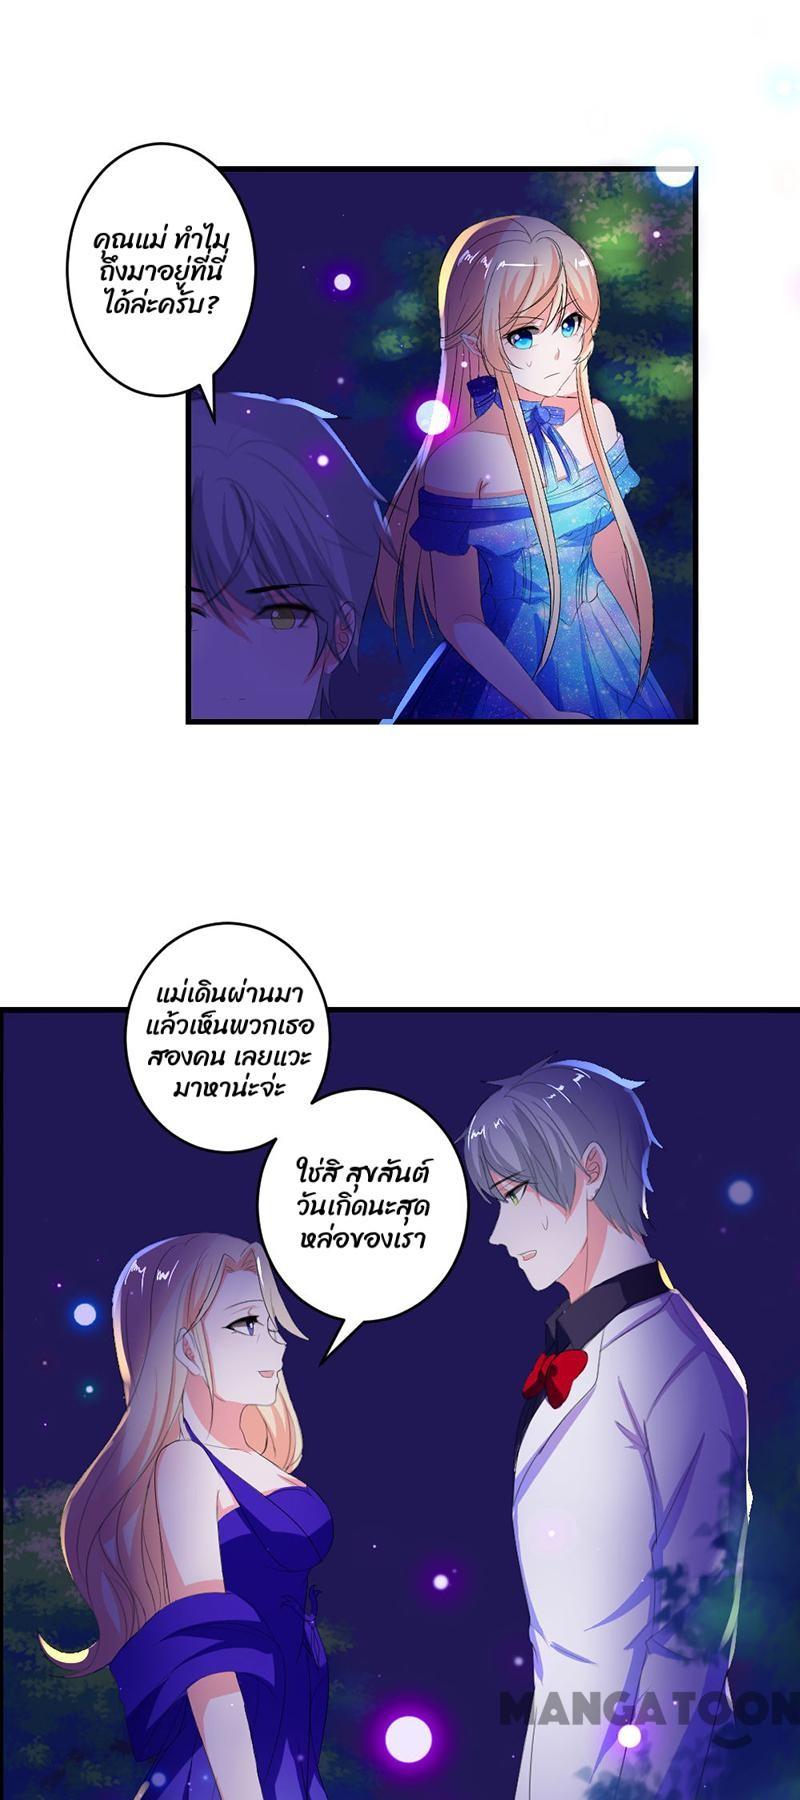 คุณแม่ ทำไม
ถึงมาอยู่ที่นี่
ได้ล่ะครับ?
แม่เดินผ่านมา
แล้วเห็นพวกเธอ
สองคน เลยแวะ
มาหาน่ะจ่ะ
ใช่สิ สุขสันต์
วันเกิดนะสุด
หล่อของเรา
MANGATOON